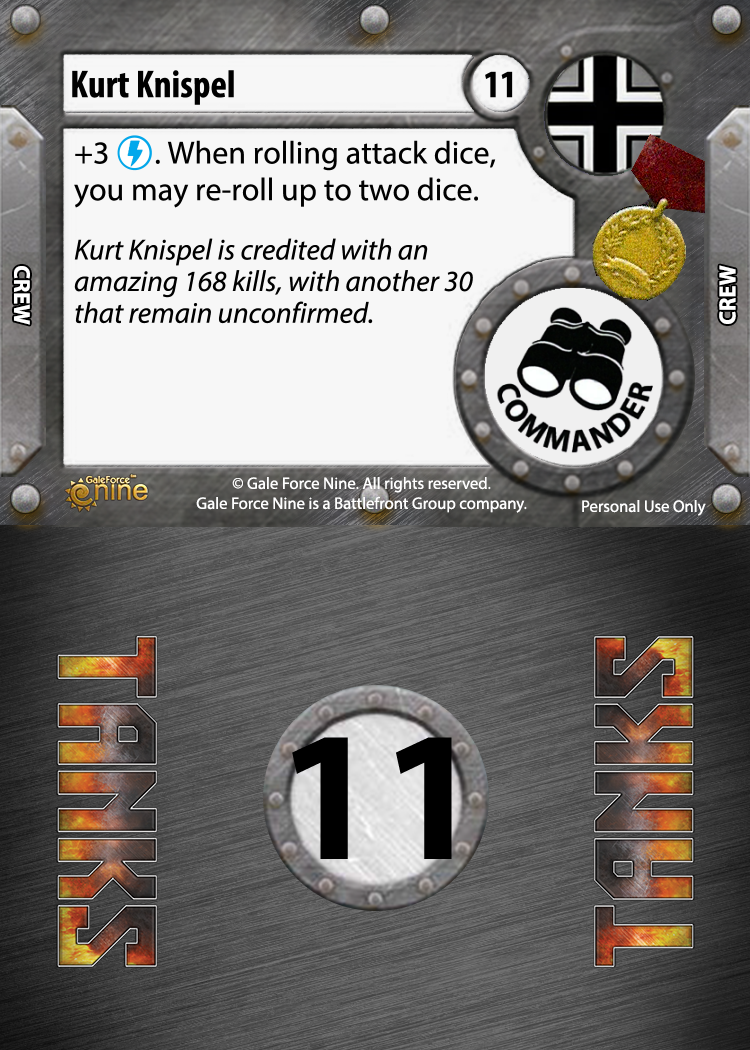 Kurt Knispel
11
+3 . When rolling attack dice,
you may re-roll up to two dice.
Kurt Knispel is credited with an
amazing 168 kills, with another 30
that remain unconfirmed.
CREW
CREW
COMMANDER
GaleForce™
nine
© Gale Force Nine. All rights reserved.
Gale Force Nine is a Battlefront Group company.
Personal Use Only
TANKS
11
TANKS